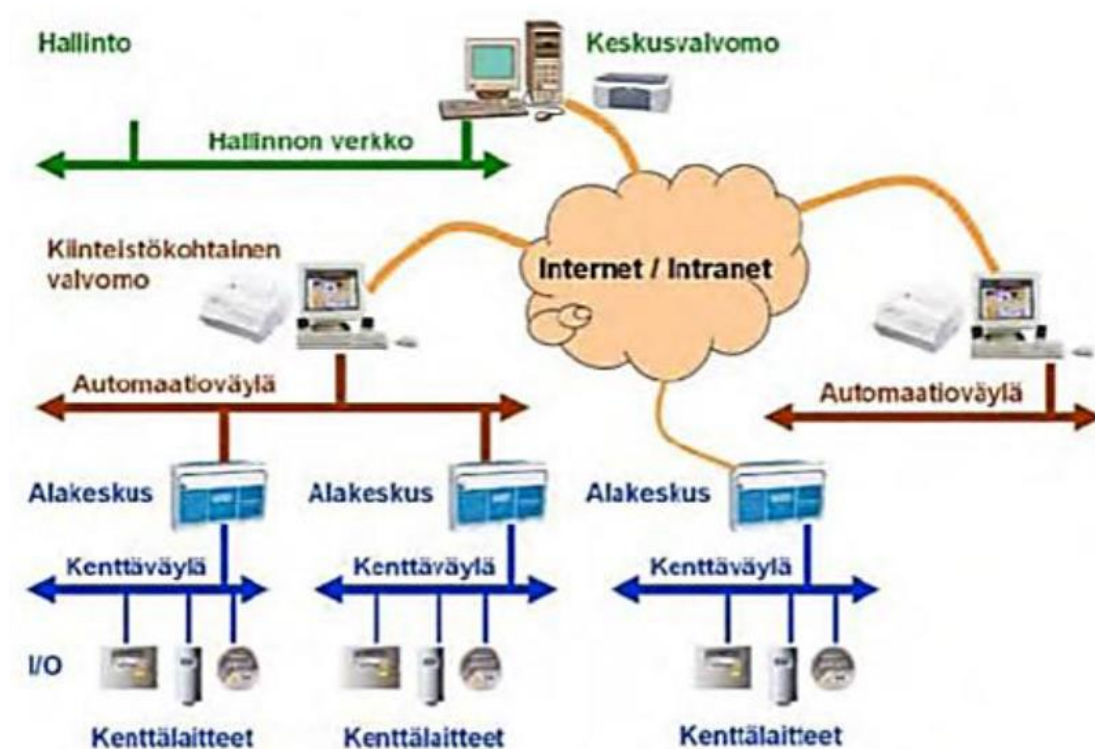 Hallinto
Keskusvalvomo
Hallinnon verkko
Kiinteistökohtainen
valvomo
Internet / Intranet
Automaatioväylä
Automaatioväylä
Alakeskus
Alakeskus
Alakeskus
Kenttäväylä
Kenttäväylä
Kenttäväylä
I/O
Kenttälaitteet
Kenttälaitteet
Kenttälaitteet